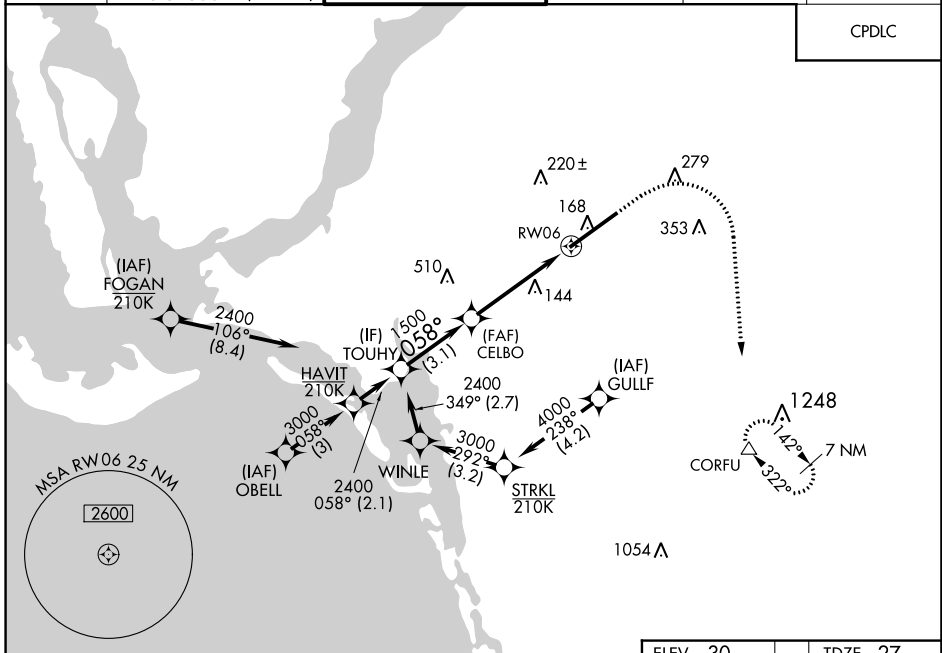 CPDLC
220 ±
279
168
RW06
353
510
144
(IAF)
FOGAN
210K
2400
106°
(8.4)
(IF)
TOUHY
1500
058°
(3.1)
(FAF)
CELBO
HAVIT
210K
2400
349° (2.7)
(IAF)
GULLF
4000
238°
(4.2)
3000
058°
(3)
(IAF)
OBELL
2400
058° (2.1)
WINLE
3000
292°
(3.2)
STRKL
210K
1248
142°
7 NM
CORFU
322°
MSA RW06 25 NM
2600
1054
ELEV 30
TDZE 27